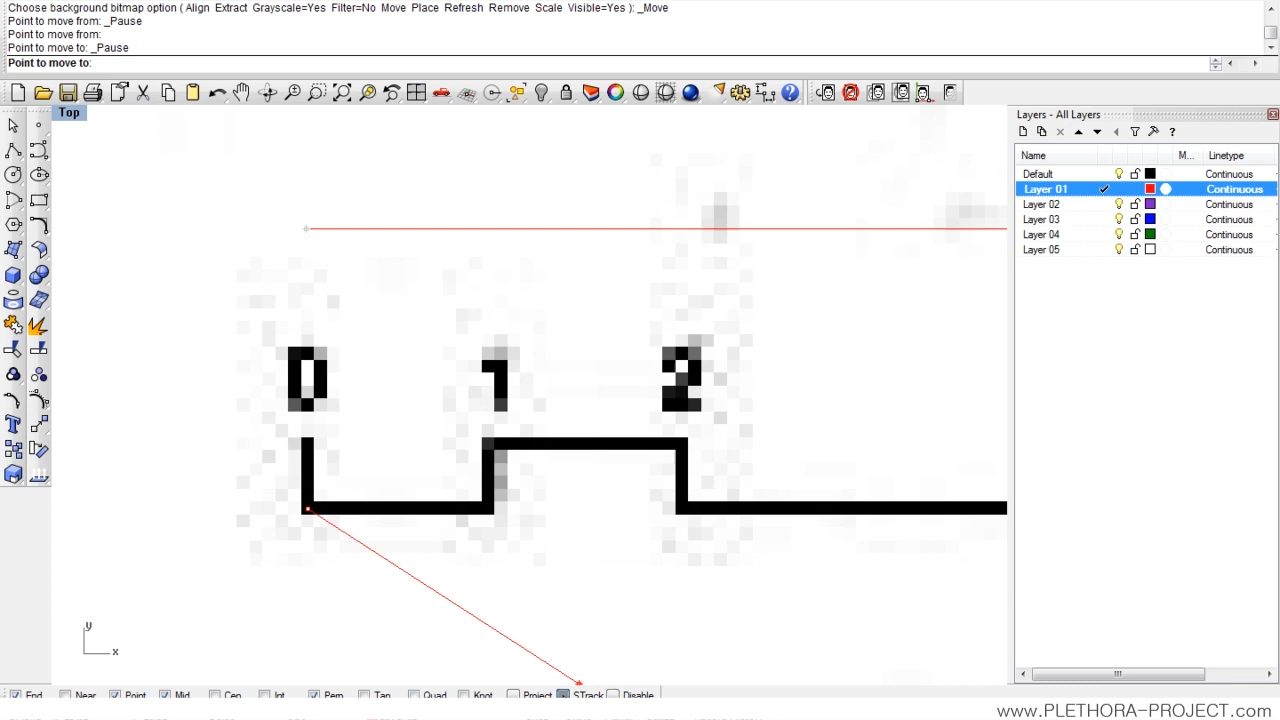 Choose background bitmap option ( Align Extract Grayscale=Yes Filter=No Move Place Refresh Remove Scale Visible=Yes ): _Move
Point to move from: _Pause
Point to move from:
Point to move to: _Pause
Point to move to:
Top
Layers - All Layers
Name M... Linetype
Default Continuous
Layer 01 Continuous
Layer 02 Continuous
Layer 03 Continuous
Layer 04 Continuous
Layer 05 Continuous
0 1 2
y
x
End Near Point Mid Cen Int Perp Tan Quad Knot Project STrack Disable
www.PLETHORA-PROJECT.com